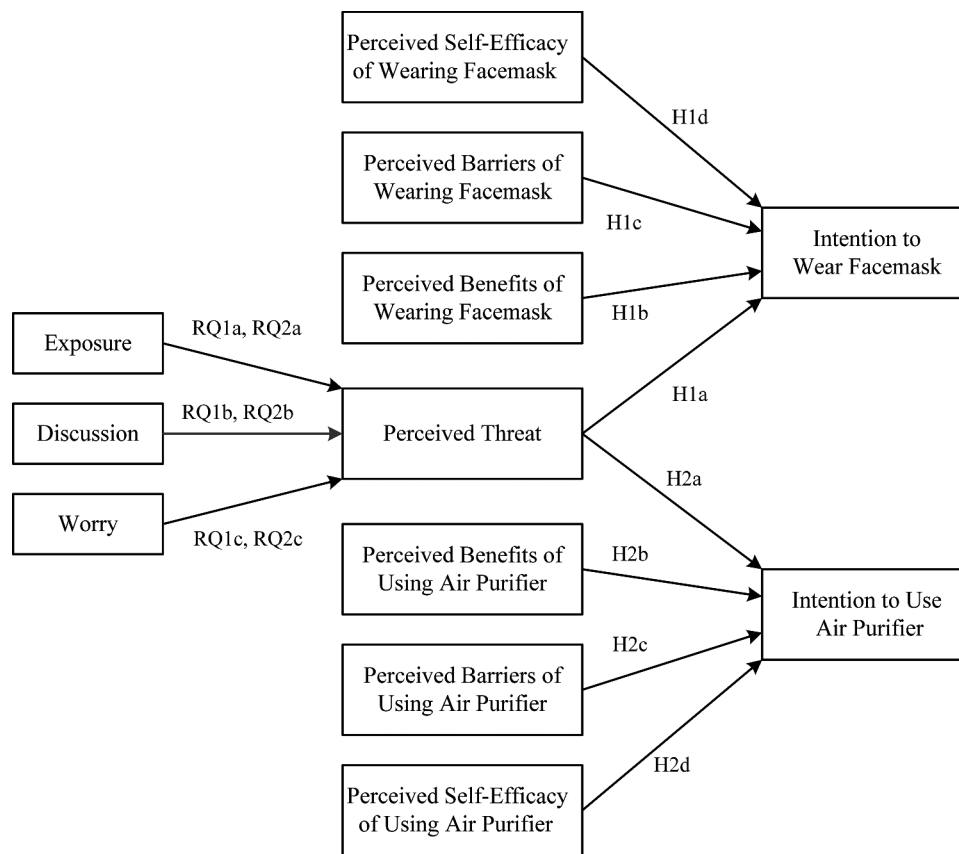 Perceived Self-Efficacy
of Wearing Facemask
H1d
Perceived Barriers of
Wearing Facemask
H1c
Intention to
Wear Facemask
Perceived Benefits of
Wearing Facemask
H1b
Exposure
RQ1a, RQ2a
H1a
Discussion
RQ1b, RQ2b
Perceived Threat
H2a
Worry
RQ1c, RQ2c
Perceived Benefits of
Using Air Purifier
H2b
Intention to Use
Air Purifier
Perceived Barriers of
Using Air Purifier
H2c
Perceived Self-Efficacy
of Using Air Purifier
H2d